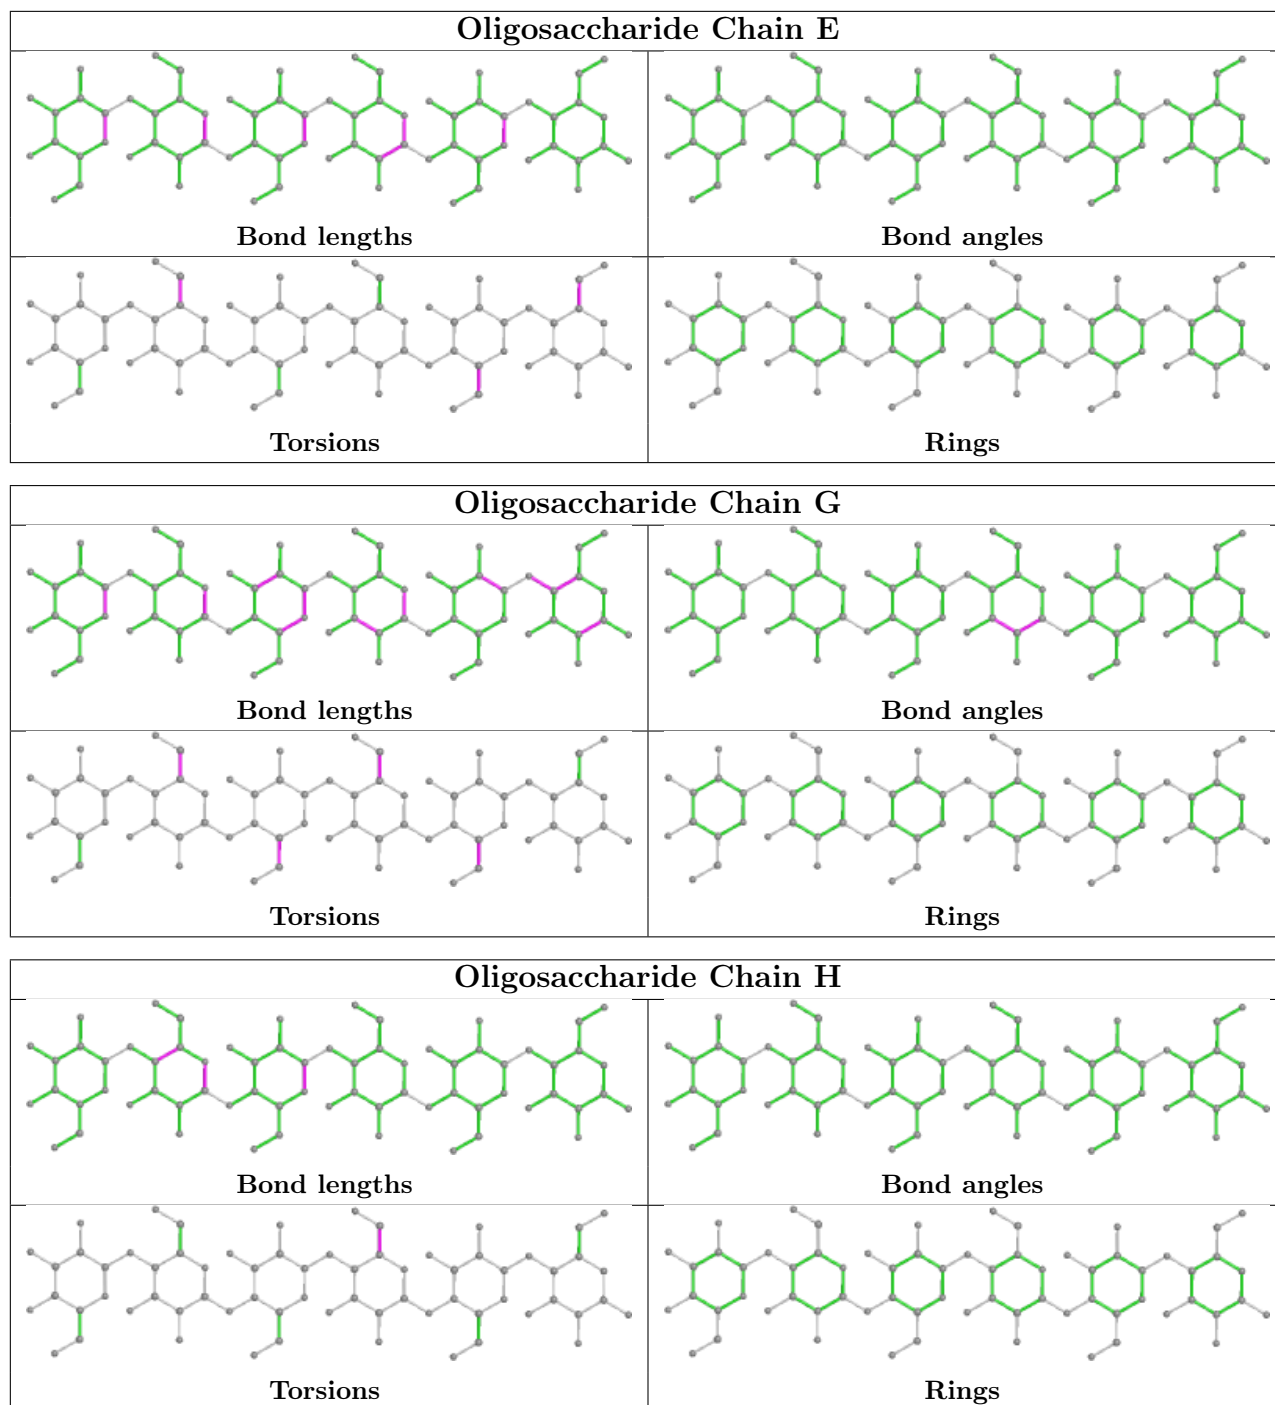 Oligosaccharide Chain E
Bond lengths
Bond angles
Torsions
Rings
Oligosaccharide Chain G
Bond lengths
Bond angles
Torsions
Rings
Oligosaccharide Chain H
Bond lengths
Bond angles
Torsions
Rings